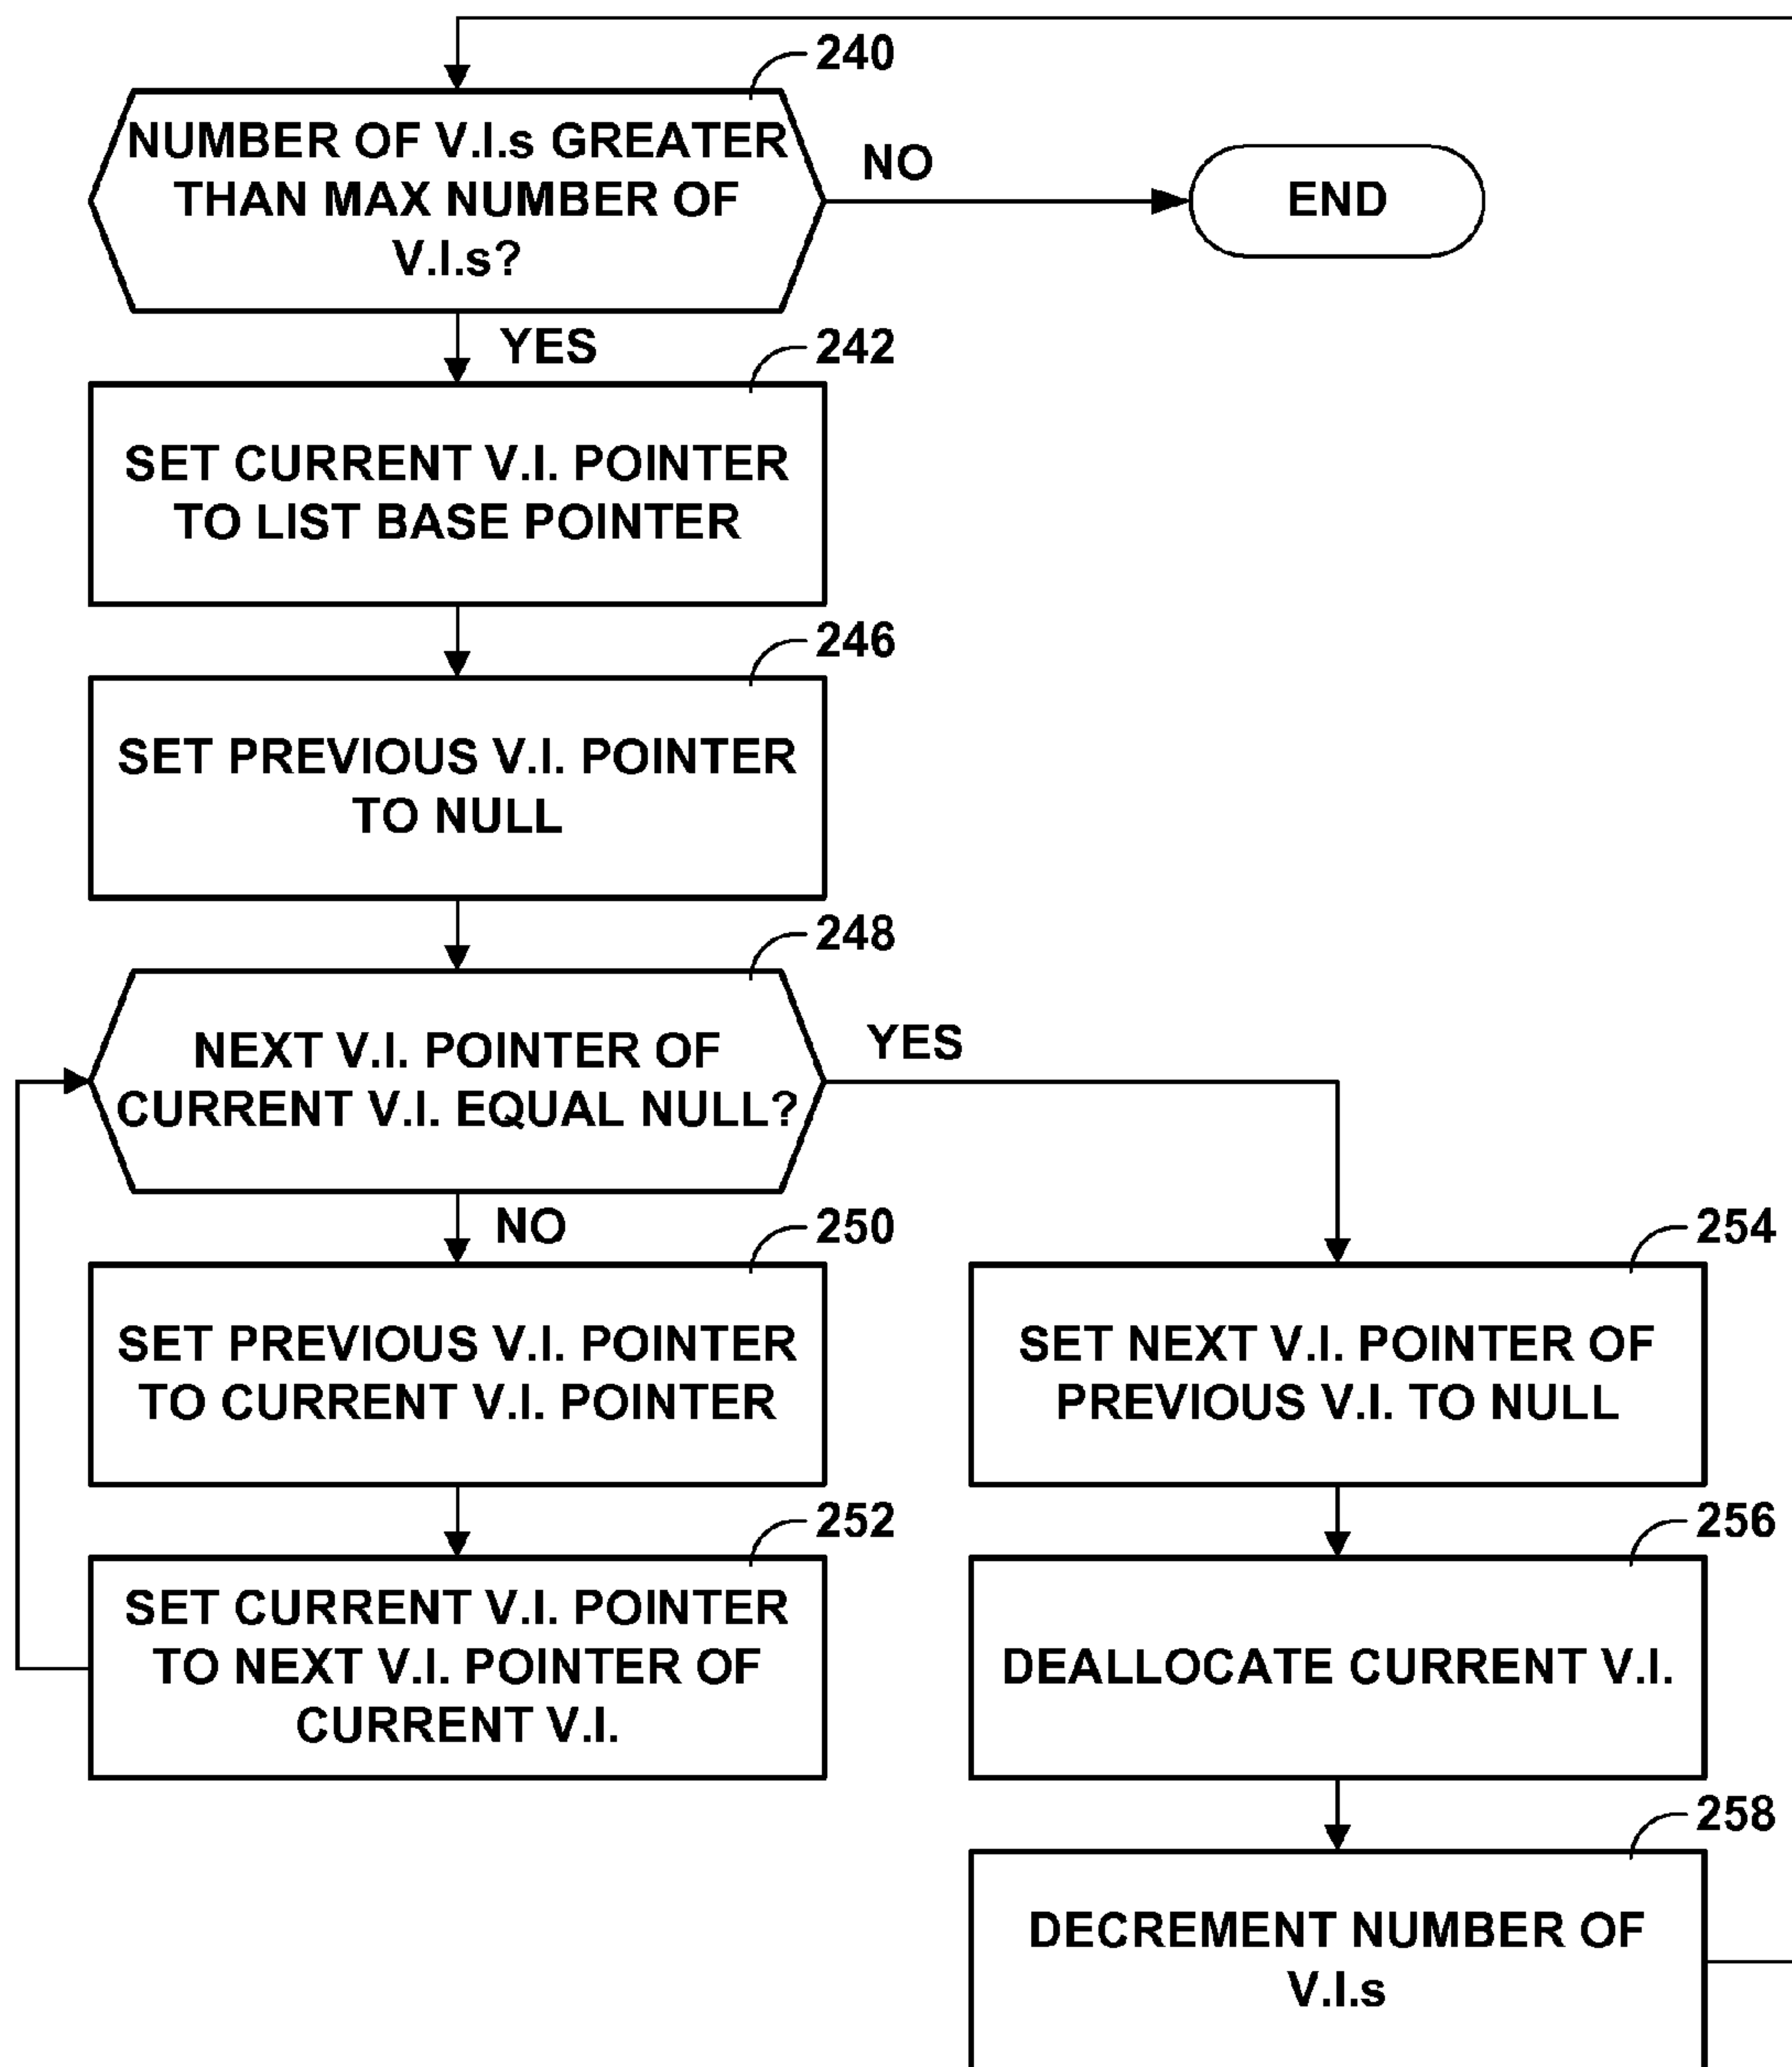 240
NUMBER OF V.I.s GREATER
THAN MAX NUMBER OF
V.I.s?
NO
END
YES
242
SET CURRENT V.I. POINTER
TO LIST BASE POINTER
246
SET PREVIOUS V.I. POINTER
TO NULL
248
NEXT V.I. POINTER OF
CURRENT V.I. EQUAL NULL?
YES
NO
250
SET PREVIOUS V.I. POINTER
TO CURRENT V.I. POINTER
254
SET NEXT V.I. POINTER OF
PREVIOUS V.I. TO NULL
252
SET CURRENT V.I. POINTER
TO NEXT V.I. POINTER OF
CURRENT V.I.
256
DEALLOCATE CURRENT V.I.
258
DECREMENT NUMBER OF
V.I.s